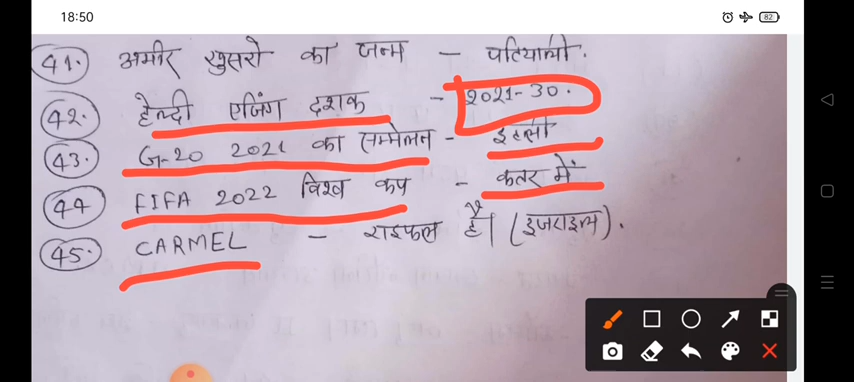 18:50
82
41. अमीर खुसरो का जन्म - पटियाली.
42. हेल्दी एजिंग दशक - 2021-30.
43. G-20 2021 का सम्मेलन - इटली
44 FIFA 2022 विश्व कप - कतर में
45. CARMEL - राइफल है। (इजराइल).